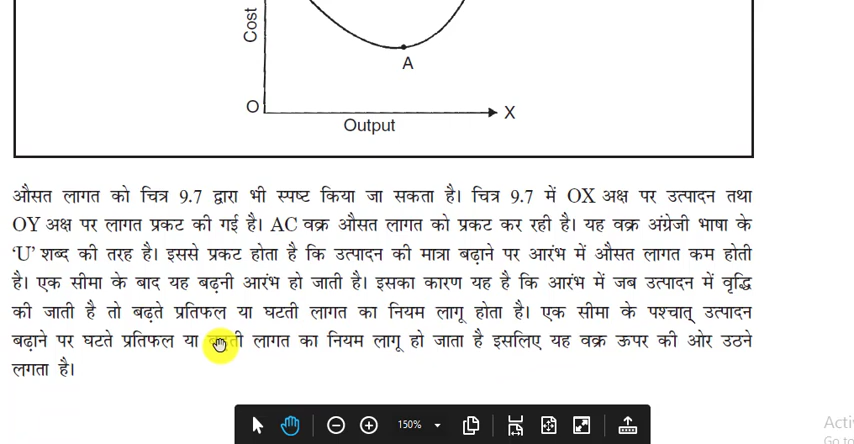 Cost
A
O
X
Output
औसत लागत को चित्र 9.7 द्वारा भी स्पष्ट किया जा सकता है। चित्र 9.7 में OX अक्ष पर उत्पादन तथा
OY अक्ष पर लागत प्रकट की गई है। AC वक्र औसत लागत को प्रकट कर रही है। यह वक्र अंग्रेजी भाषा के
‘U’ शब्द की तरह है। इससे प्रकट होता है कि उत्पादन की मात्रा बढ़ाने पर आरंभ में औसत लागत कम होती
है। एक सीमा के बाद यह बढ़नी आरंभ हो जाती है। इसका कारण यह है कि आरंभ में जब उत्पादन में वृद्धि
की जाती है तो बढ़ते प्रतिफल या घटती लागत का नियम लागू होता है। एक सीमा के पश्चात् उत्पादन
बढ़ाने पर घटते प्रतिफल या लागत का नियम लागू हो जाता है इसलिए यह वक्र ऊपर की ओर उठने
लगता है।
150%
Acti
Go to